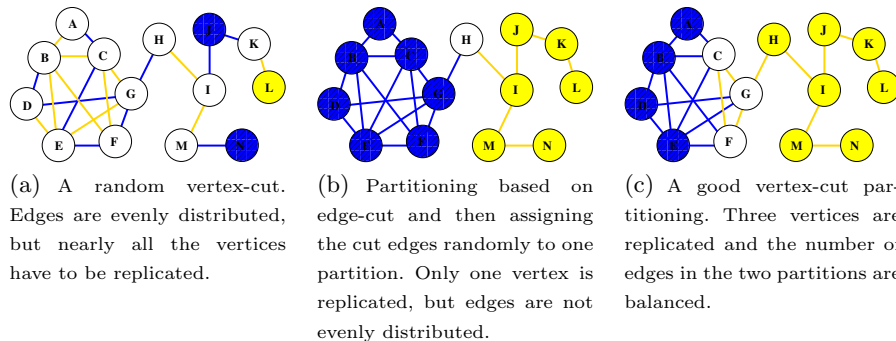 A
B
C
D
E
F
G
H
I
J
K
L
M
N
A
B
C
D
E
F
G
H
I
J
K
L
M
N
A
B
C
D
E
F
G
H
I
J
K
L
M
N
(a) A random vertex-cut.
Edges are evenly distributed,
but nearly all the vertices
have to be replicated.
(b) Partitioning based on
edge-cut and then assigning
the cut edges randomly to one
partition. Only one vertex is
replicated, but edges are not
evenly distributed.
(c) A good vertex-cut par-
titioning. Three vertices are
replicated and the number of
edges in the two partitions are
balanced.